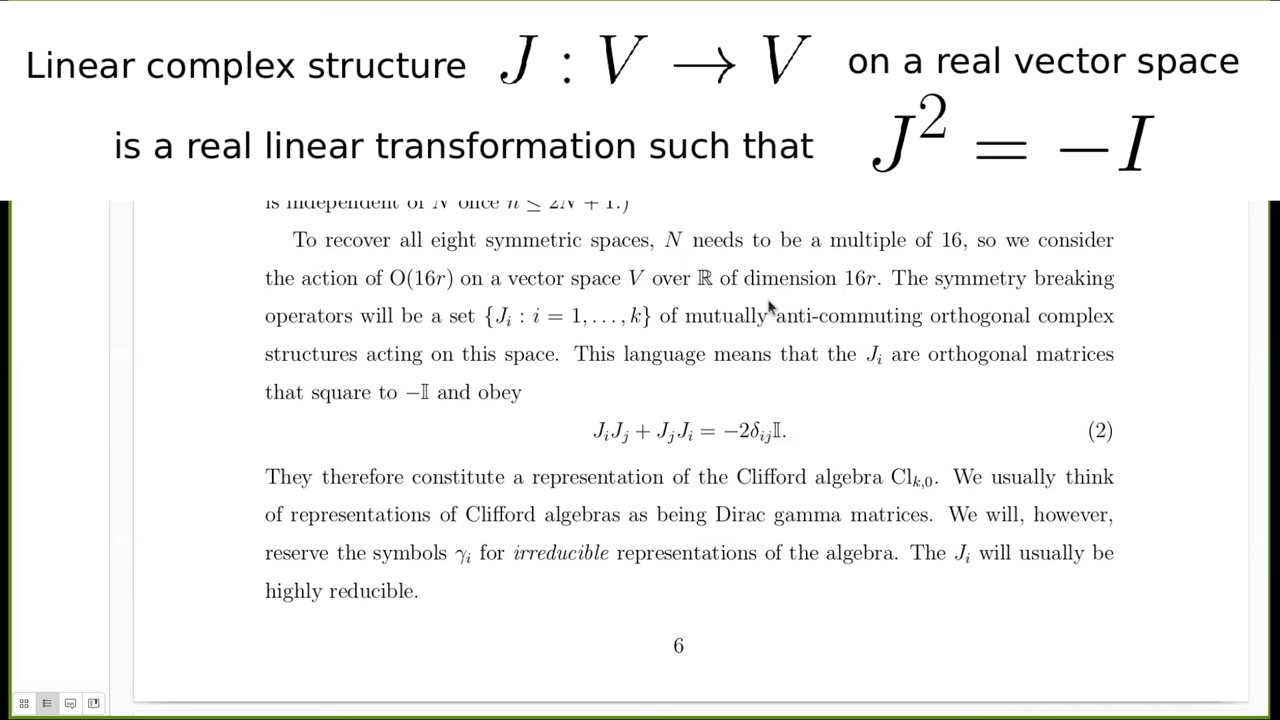 Linear complex structure J : V → V on a real vector space
is a real linear transformation such that J² = −I
is independent of N once n ≤ 2N + 1.)
To recover all eight symmetric spaces, N needs to be a multiple of 16, so we consider
the action of O(16r) on a vector space V over ℝ of dimension 16r. The symmetry breaking
operators will be a set {Jᵢ : i = 1, . . . , k} of mutually anti-commuting orthogonal complex
structures acting on this space. This language means that the Jᵢ are orthogonal matrices
that square to −𝕀 and obey
JᵢJⱼ + JⱼJᵢ = −2δᵢⱼ𝕀. (2)
They therefore constitute a representation of the Clifford algebra Clₖ,₀. We usually think
of representations of Clifford algebras as being Dirac gamma matrices. We will, however,
reserve the symbols γᵢ for irreducible representations of the algebra. The Jᵢ will usually be
highly reducible.
6